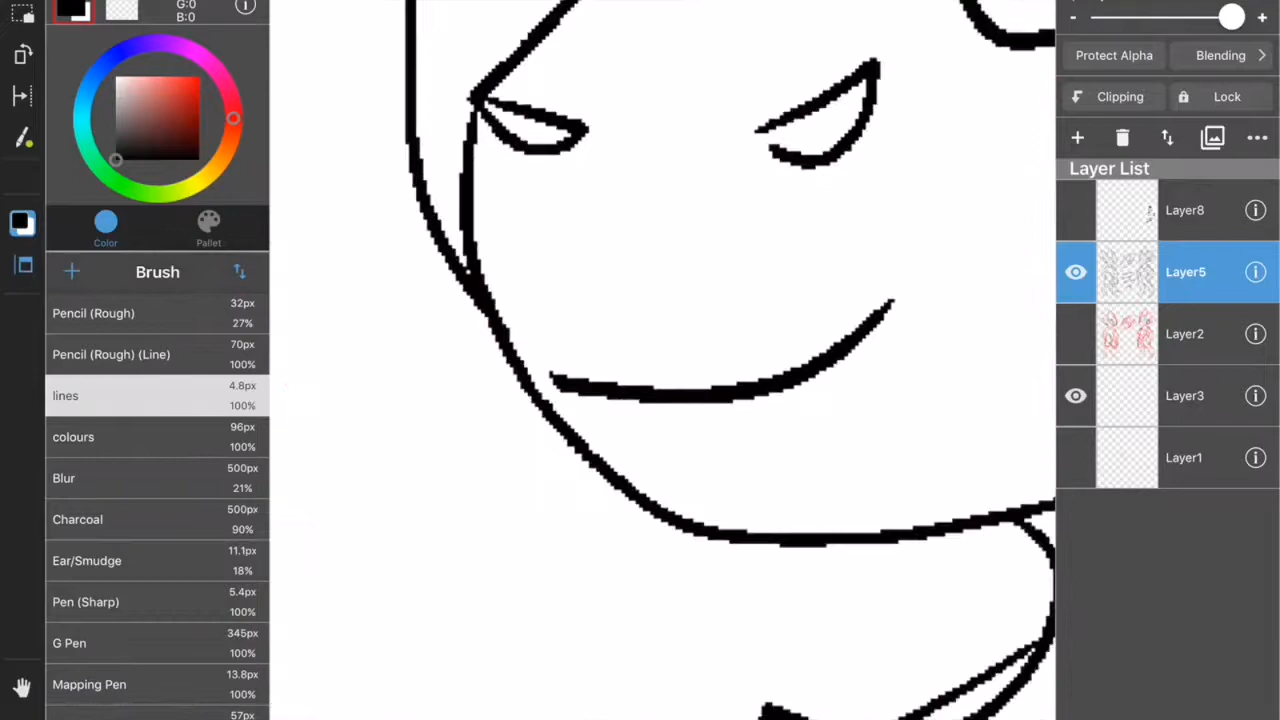 G:0
B:0
Color
Pallet
Brush
Pencil (Rough)
32px
27%
Pencil (Rough) (Line)
70px
100%
lines
4.8px
100%
colours
96px
100%
Blur
500px
21%
Charcoal
500px
90%
Ear/Smudge
11.1px
18%
Pen (Sharp)
5.4px
100%
G Pen
345px
100%
Mapping Pen
13.8px
100%
57px
- +
Protect Alpha
Blending
Clipping
Lock
Layer List
Layer8
Layer5
Layer2
Layer3
Layer1